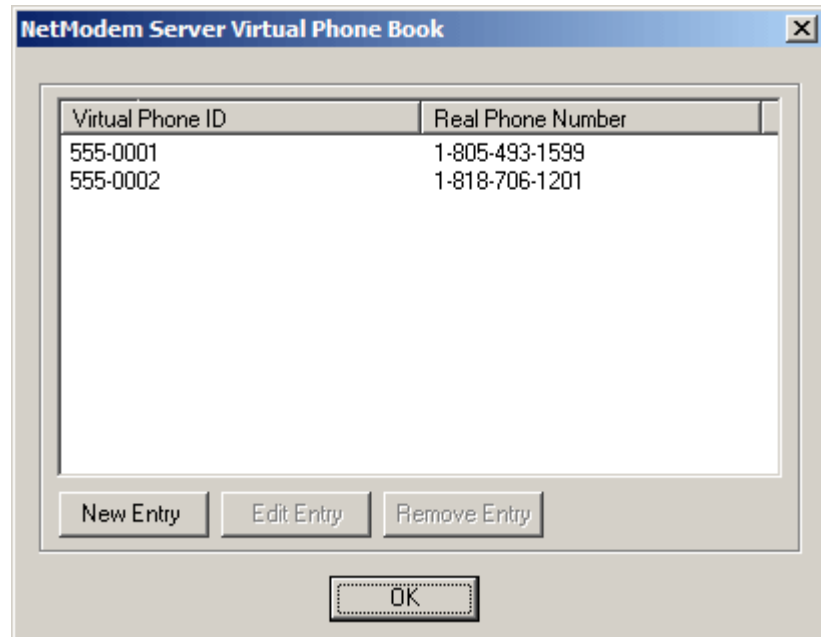 NetModem Server Virtual Phone Book
Virtual Phone ID Real Phone Number
555-0001 1-805-493-1599
555-0002 1-818-706-1201
New Entry Edit Entry Remove Entry
OK